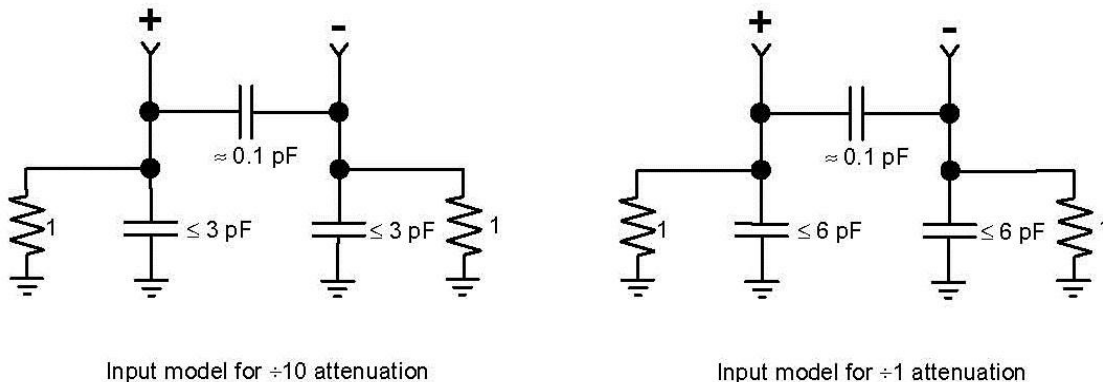 + -
≈ 0.1 pF
1 ≤ 3 pF ≤ 3 pF 1
Input model for ÷10 attenuation
+ -
≈ 0.1 pF
1 ≤ 6 pF ≤ 6 pF 1
Input model for ÷1 attenuation